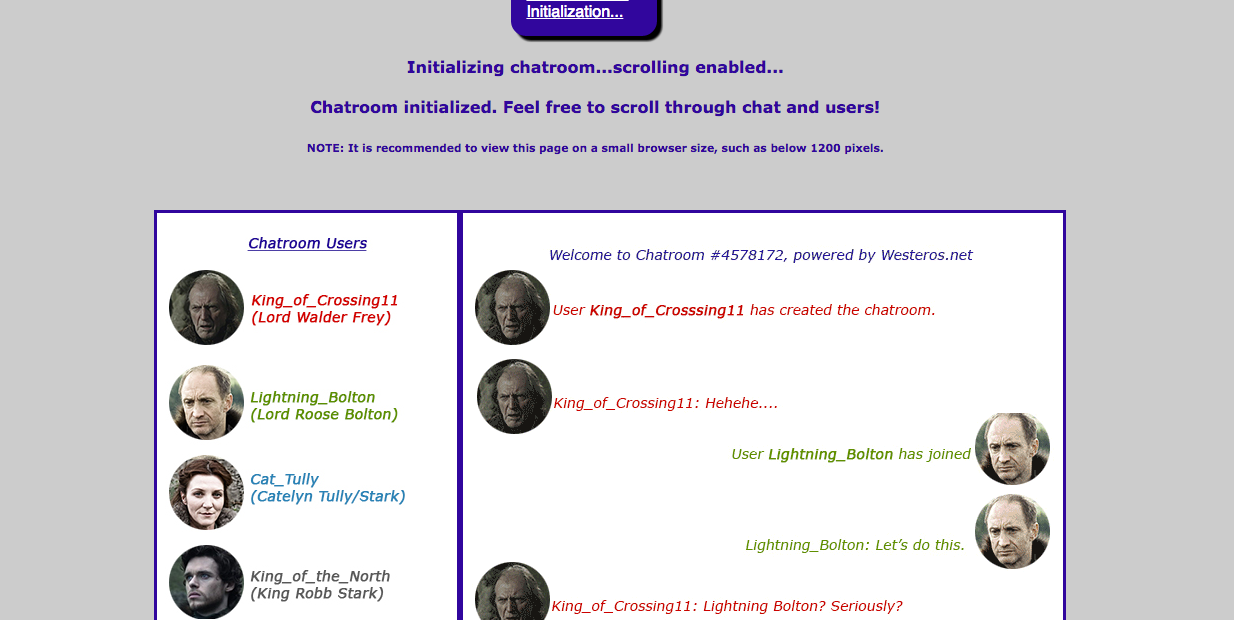 Initialization...
Initializing chatroom...scrolling enabled...
Chatroom initialized. Feel free to scroll through chat and users!
NOTE: It is recommended to view this page on a small browser size, such as below 1200 pixels.
Chatroom Users
King_of_Crossing11
(Lord Walder Frey)
Lightning_Bolton
(Lord Roose Bolton)
Cat_Tully
(Catelyn Tully/Stark)
King_of_the_North
(King Robb Stark)
Welcome to Chatroom #4578172, powered by Westeros.net
User King_of_Crosssing11 has created the chatroom.
King_of_Crossing11: Hehehe....
User Lightning_Bolton has joined
Lightning_Bolton: Let’s do this.
King_of_Crossing11: Lightning Bolton? Seriously?